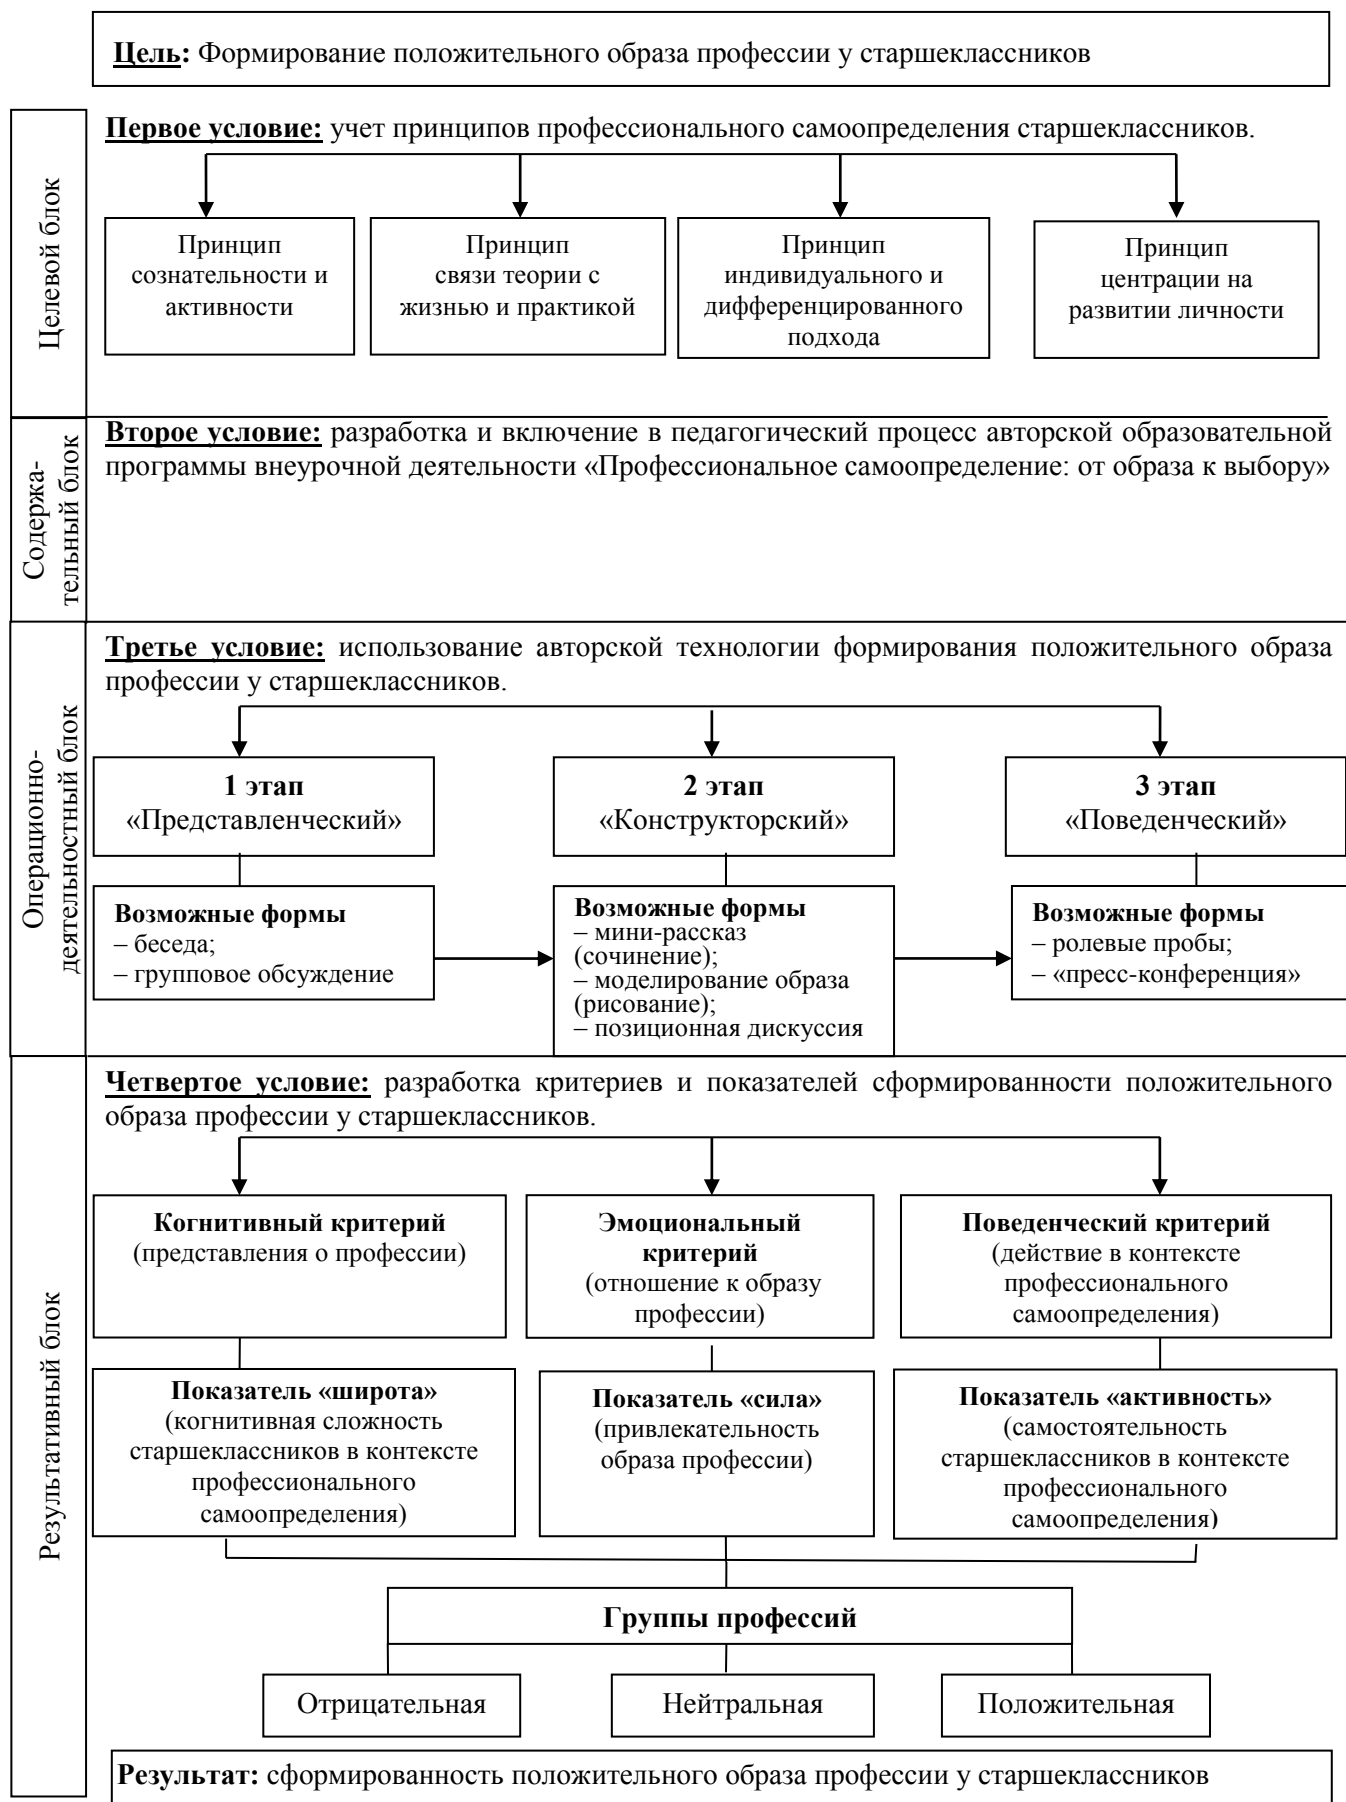 Цель: Формирование положительного образа профессии у старшеклассников
Целевой блок
Первое условие: учет принципов профессионального самоопределения старшеклассников.
Принцип
сознательности и
активности
Принцип
связи теории с
жизнью и практикой
Принцип
индивидуального и
дифференцированного
подхода
Принцип
центрации на
развитии личности
Содержа-
тельный блок
Второе условие: разработка и включение в педагогический процесс авторской образовательной
программы внеурочной деятельности «Профессиональное самоопределение: от образа к выбору»
Операционно-
деятельностный блок
Третье условие: использование авторской технологии формирования положительного образа
профессии у старшеклассников.
1 этап
«Представленческий»
2 этап
«Конструкторский»
3 этап
«Поведенческий»
Возможные формы
– беседа;
– групповое обсуждение
Возможные формы
– мини-рассказ
(сочинение);
– моделирование образа
(рисование);
– позиционная дискуссия
Возможные формы
– ролевые пробы;
– «пресс-конференция»
Результативный блок
Четвертое условие: разработка критериев и показателей сформированности положительного
образа профессии у старшеклассников.
Когнитивный критерий
(представления о профессии)
Эмоциональный
критерий
(отношение к образу
профессии)
Поведенческий критерий
(действие в контексте
профессионального
самоопределения)
Показатель «широта»
(когнитивная сложность
старшеклассников в контексте
профессионального
самоопределения)
Показатель «сила»
(привлекательность
образа профессии)
Показатель «активность»
(самостоятельность
старшеклассников в контексте
профессионального
самоопределения)
Группы профессий
Отрицательная
Нейтральная
Положительная
Результат: сформированность положительного образа профессии у старшеклассников